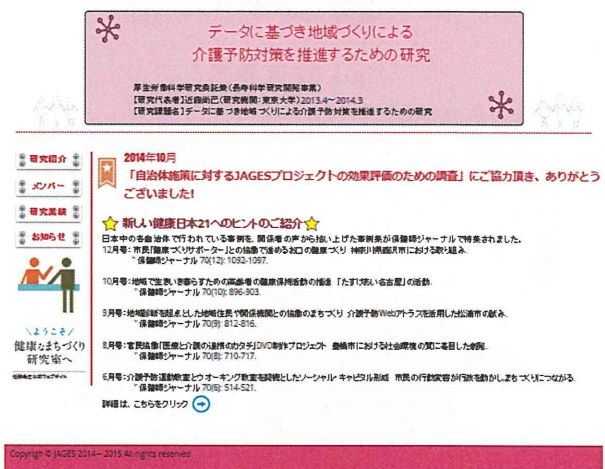 データに基づき地域づくりによる
介護予防対策を推進するための研究
厚生労働科学研究委託費(長寿科学研究開発事業)
【研究代表者】近藤尚己(研究機関:東京大学)2013.4~2014.3
【研究課題名】データに基づき地域づくりによる介護予防対策を推進するための研究
研究紹介
メンバー
研究業績
お知らせ
ようこそ
健康なまちづくり
研究室へ
2014年10月
「自治体施策に対するJAGESプロジェクトの効果評価のための調査」にご協力頂き、ありがとう
ございました!
新しい健康日本21へのヒントのご紹介
日本中の各自治体で行われている事例を、関係者の声から拾い上げた事例集が保健師ジャーナルで特集されました。
12月号:市民「健康づくりサポーター」との協働で進めるお口の健康づくり 神奈川県藤沢市における取り組み.
" 保健師ジャーナル 70(12): 1092-1097.
10月号:地域で生きいき暮らすための高齢者の健康保持活動の推進 「たすけあい名古屋」の活動.
" 保健師ジャーナル 70(10): 896-903.
9月号:地域診断を起点とした地域住民で関係機関との協働のまちづくり 介護予防Webアトラスを活用した松浦市の試み.
" 保健師ジャーナル 70(9): 812-816.
8月号:官民協働「医療と介護の連携のカタチ」DVD制作プロジェクト 豊橋市における社会環境の質に着目した創発.
" 保健師ジャーナル 70(8): 710-717.
6月号:介護予防運動教室とウオーキング教室を契機としたソーシャル・キャピタル形成 市民の行動変容が行政を動かし、まちづくりにつながる.
" 保健師ジャーナル 70(6): 514-521.
詳細は、こちらをクリック
Copyright © JAGES 2014− 2015 All rights reserved